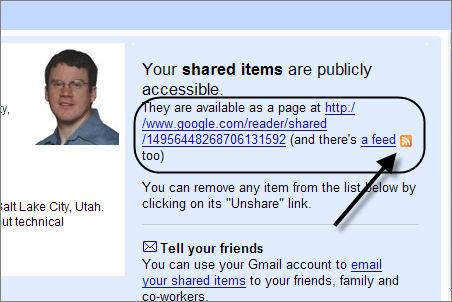 Your shared items are publicly
accessible.
They are available as a page at http:/
/www.google.com/reader/shared
/14956448268706131592 (and there's a feed
too)
You can remove any item from the list below by
clicking on its "Unshare" link.
Tell your friends
You can use your Gmail account to email
your shared items to your friends, family and
co-workers.
ty,
alt Lake City, Utah.
out technical